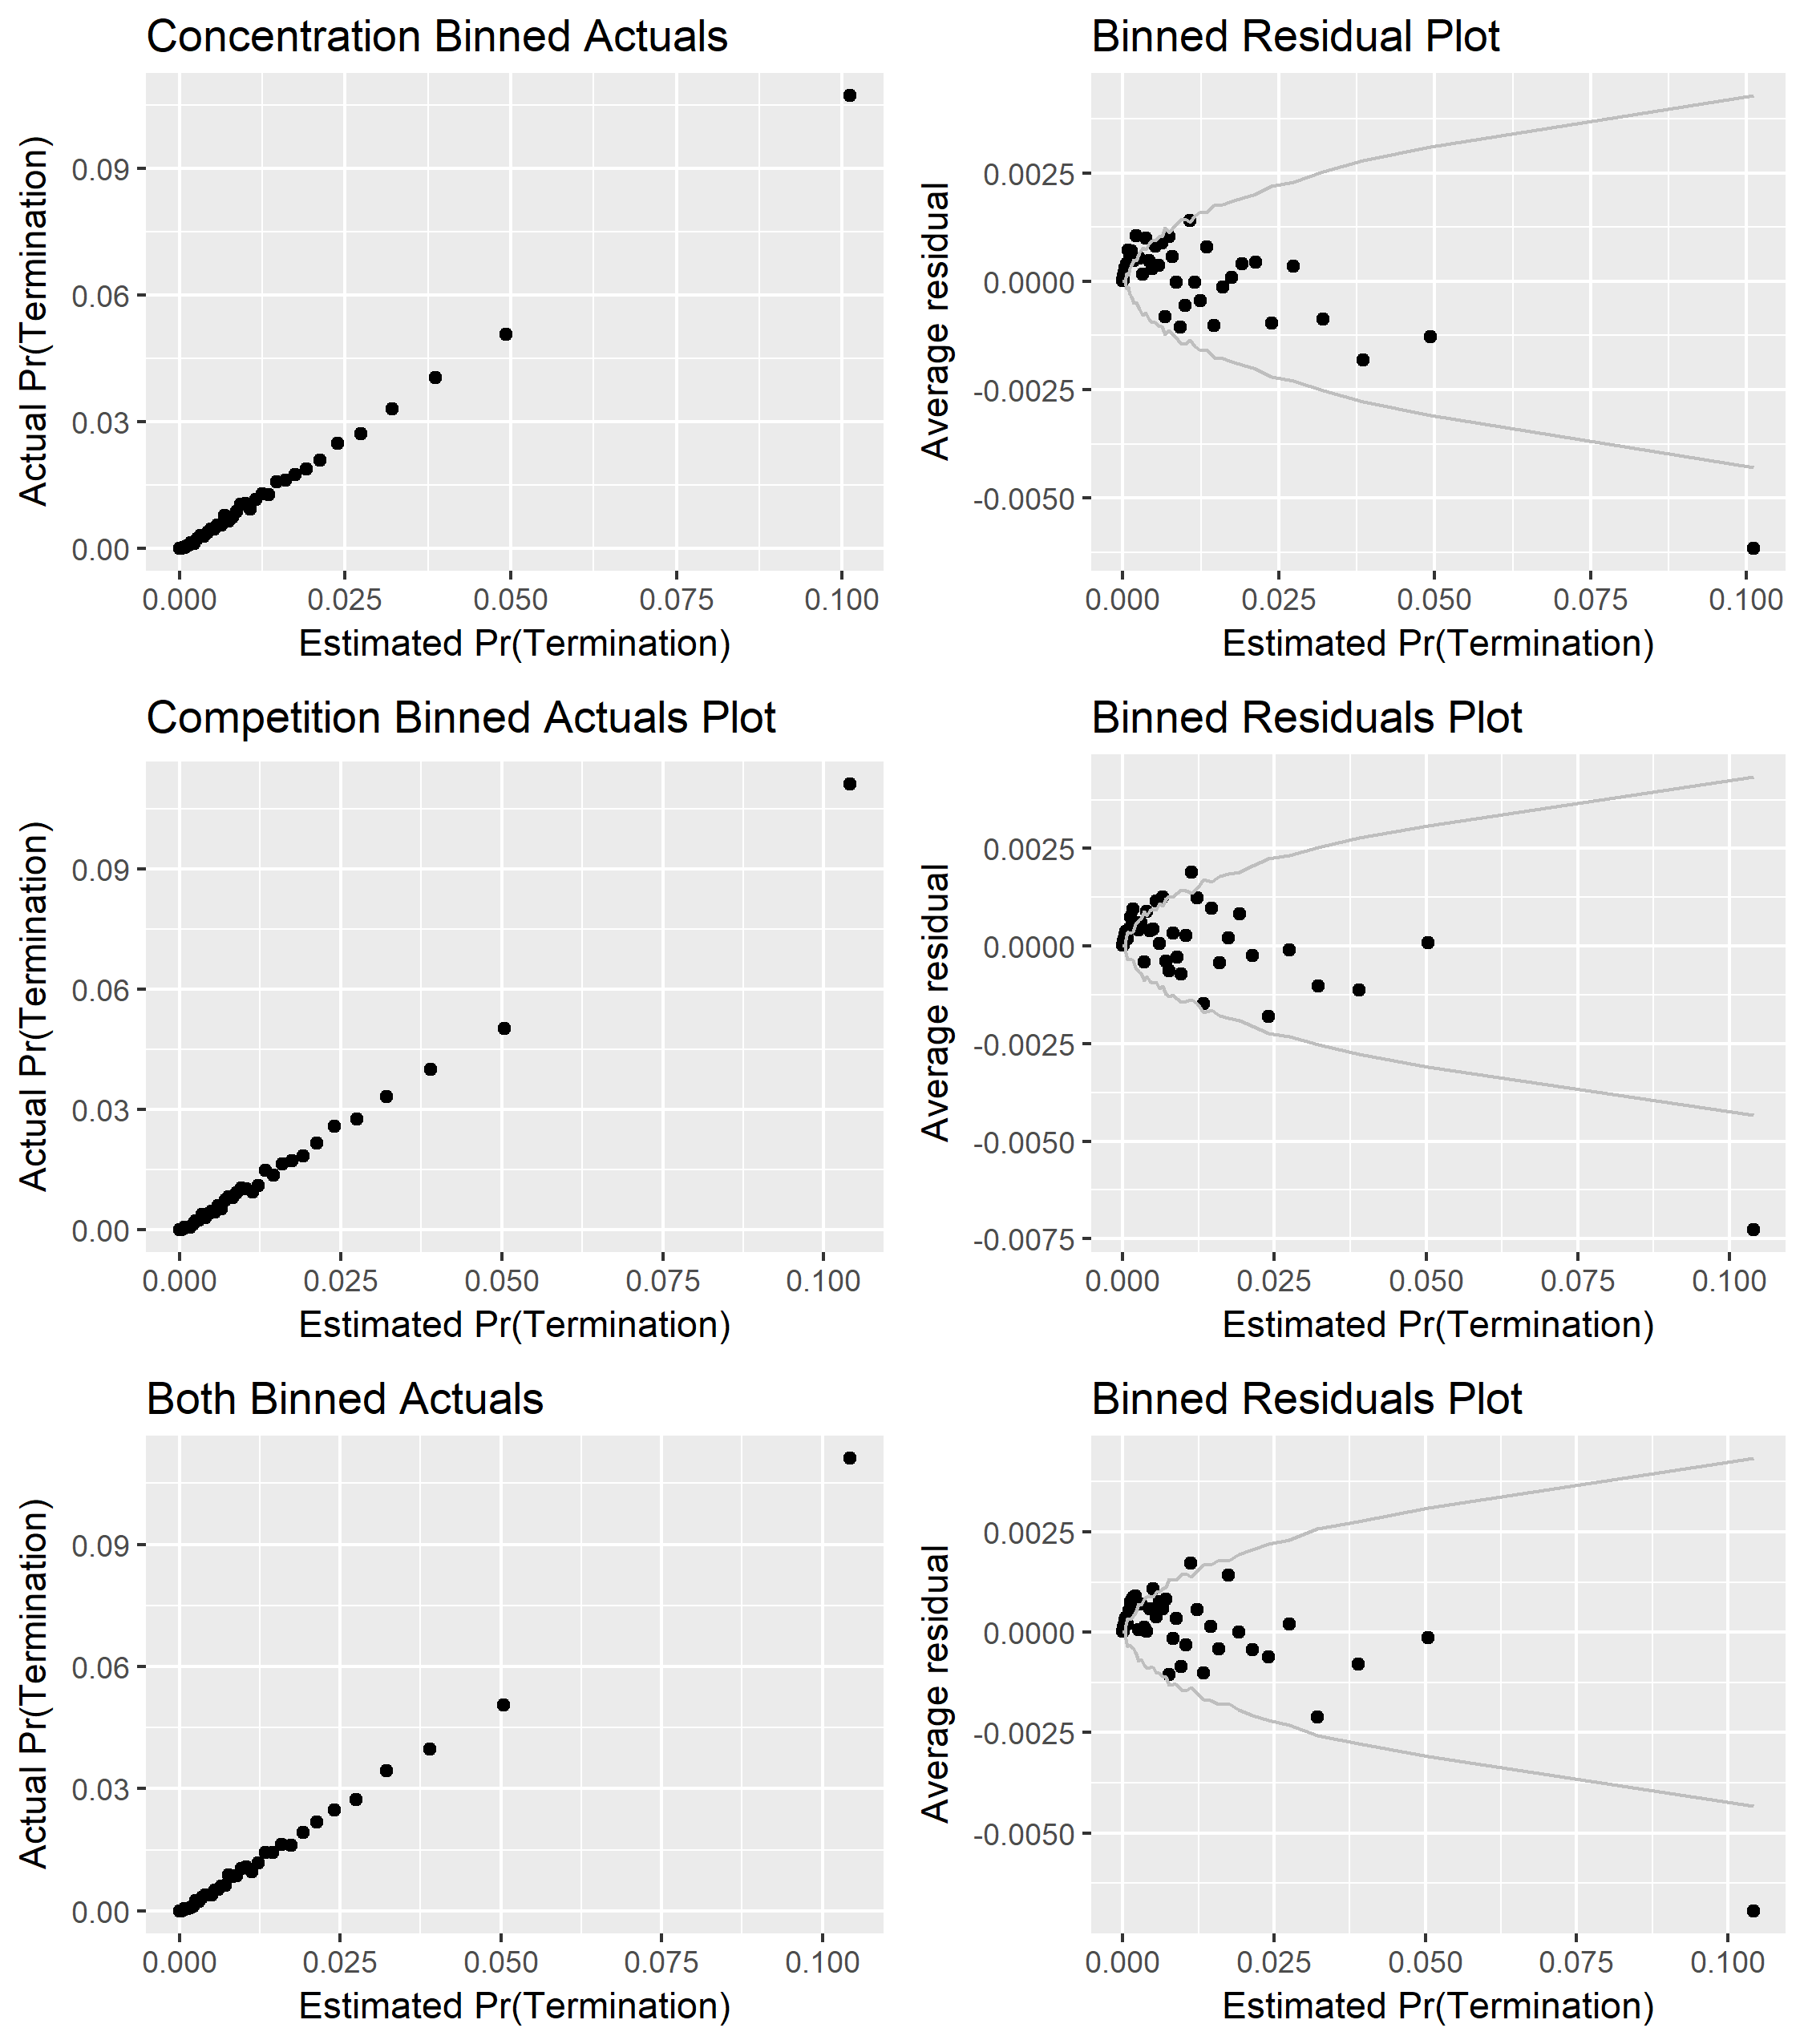 Concentration Binned Actuals
Actual Pr(Termination)
0.09
0.06
0.03
0.00
0.000 0.025 0.050 0.075 0.100
Estimated Pr(Termination)
Binned Residual Plot
Average residual
0.0025
0.0000
-0.0025
-0.0050
0.000 0.025 0.050 0.075 0.100
Estimated Pr(Termination)
Competition Binned Actuals Plot
Actual Pr(Termination)
0.09
0.06
0.03
0.00
0.000 0.025 0.050 0.075 0.100
Estimated Pr(Termination)
Binned Residuals Plot
Average residual
0.0025
0.0000
-0.0025
-0.0050
-0.0075
0.000 0.025 0.050 0.075 0.100
Estimated Pr(Termination)
Both Binned Actuals
Actual Pr(Termination)
0.09
0.06
0.03
0.00
0.000 0.025 0.050 0.075 0.100
Estimated Pr(Termination)
Binned Residuals Plot
Average residual
0.0025
0.0000
-0.0025
-0.0050
0.000 0.025 0.050 0.075 0.100
Estimated Pr(Termination)